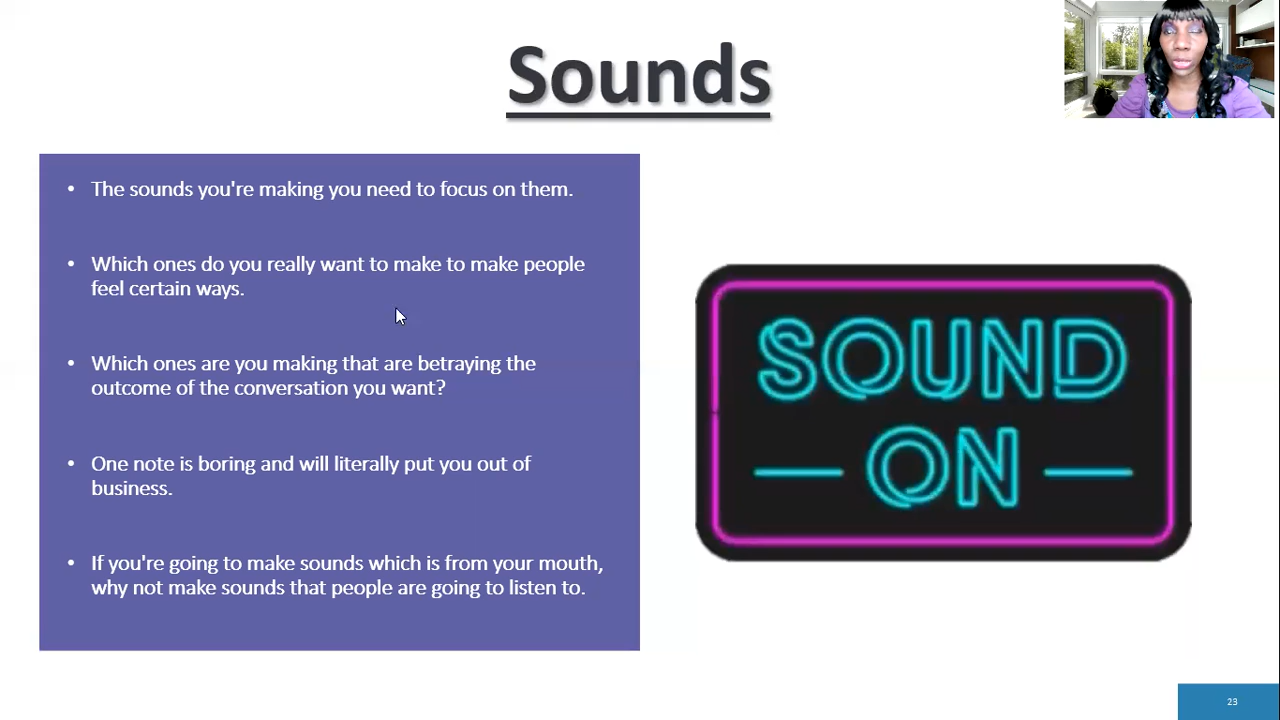 Sounds
• The sounds you're making you need to focus on them.
• Which ones do you really want to make to make people
feel certain ways.
• Which ones are you making that are betraying the
outcome of the conversation you want?
• One note is boring and will literally put you out of
business.
• If you're going to make sounds which is from your mouth,
why not make sounds that people are going to listen to.
SOUND
ON
23